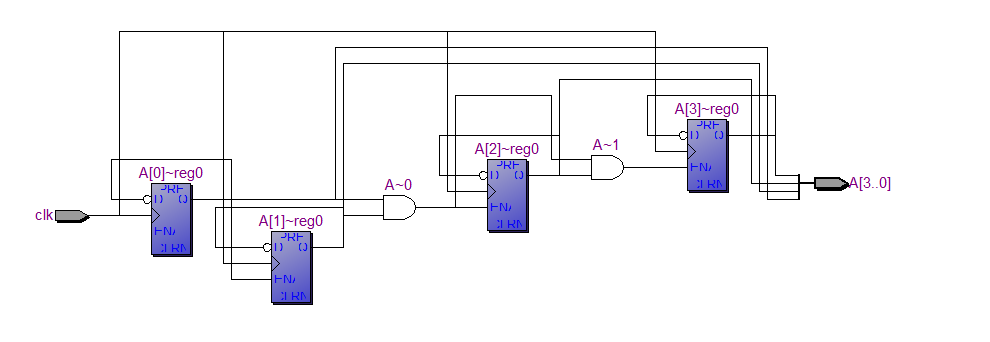 A[3]~reg0
PRE
D Q
ENA
CLRN
A[2]~reg0
PRE
D Q
ENA
CLRN
A~1
A[0]~reg0
PRE
D Q
ENA
CLRN
A~0
A[3..0]
clk
A[1]~reg0
PRE
D Q
ENA
CLRN